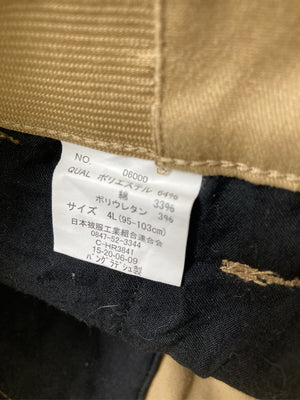 NO. 06000
QUAL ポリエステル 64%
綿 33%
ポリウレタン 3%
サイズ 4L(95-103cm)
日本被服工業組合連合会
0847-52-3344
C-HR3841
15-20-06-09
バングラデシュ製